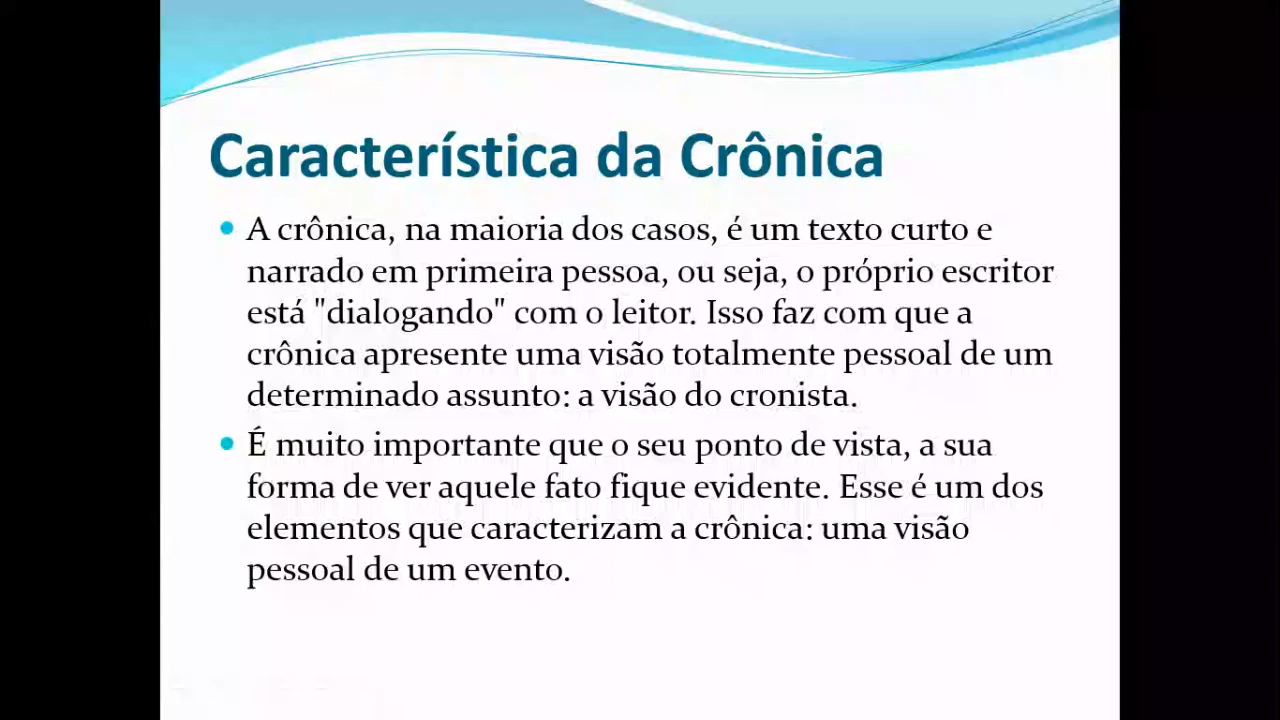 Característica da Crônica
A crônica, na maioria dos casos, é um texto curto e
narrado em primeira pessoa, ou seja, o próprio escritor
está "dialogando" com o leitor. Isso faz com que a
crônica apresente uma visão totalmente pessoal de um
determinado assunto: a visão do cronista.
É muito importante que o seu ponto de vista, a sua
forma de ver aquele fato fique evidente. Esse é um dos
elementos que caracterizam a crônica: uma visão
pessoal de um evento.